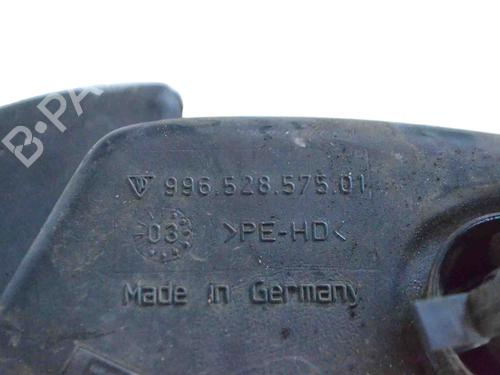 B-PA
996.528.575.01
03 >PE-HD<
Made in Germany